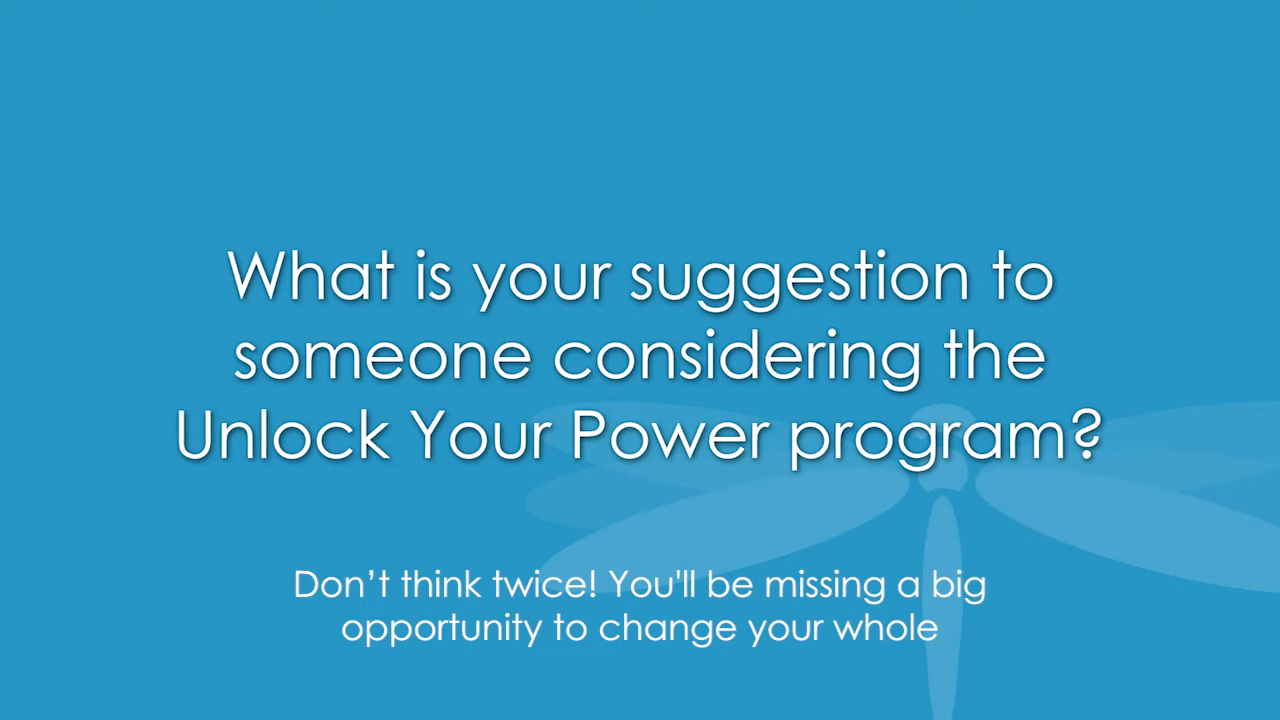 What is your suggestion to
someone considering the
Unlock Your Power program?
Don’t think twice! You'll be missing a big
opportunity to change your whole